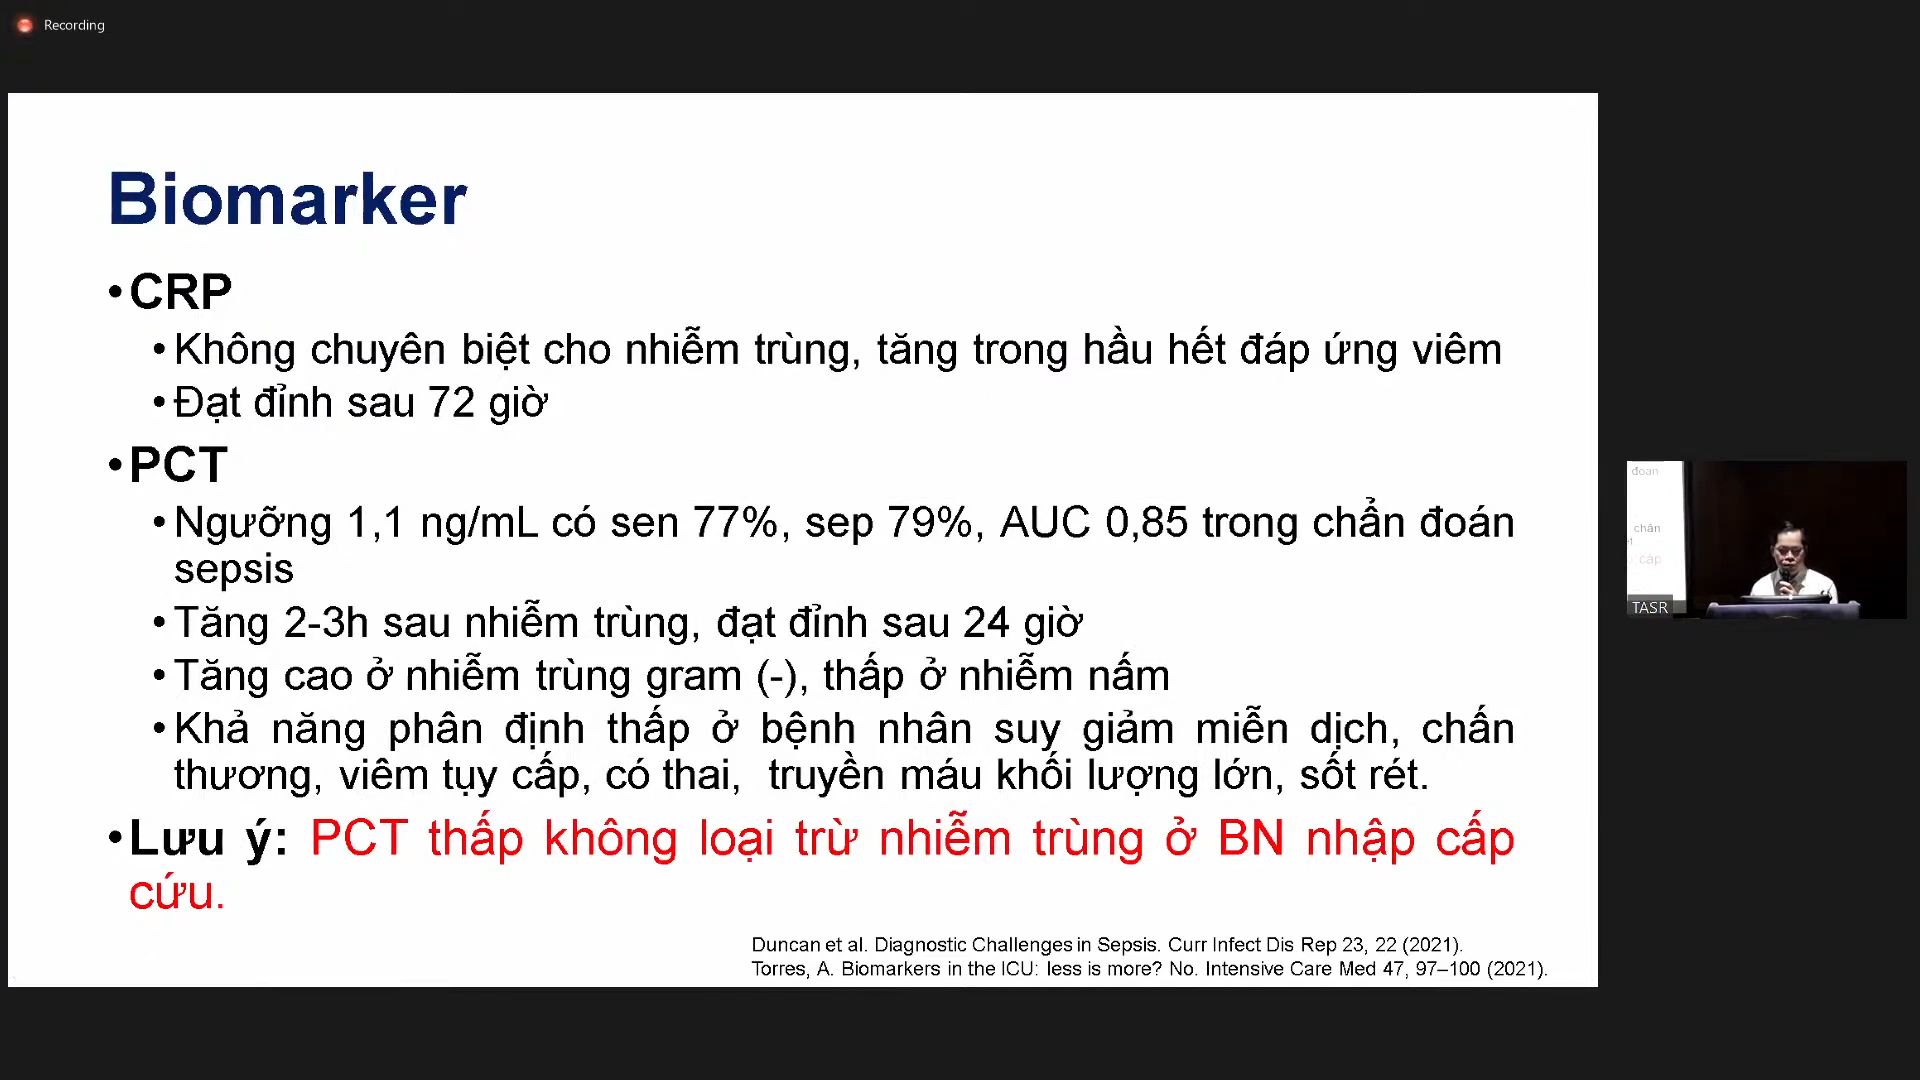 Recording
Biomarker
•CRP
•Không chuyên biệt cho nhiễm trùng, tăng trong hầu hết đáp ứng viêm
•Đạt đỉnh sau 72 giờ
•PCT
•Ngưỡng 1,1 ng/mL có sen 77%, sep 79%, AUC 0,85 trong chẩn đoán
sepsis
•Tăng 2-3h sau nhiễm trùng, đạt đỉnh sau 24 giờ
•Tăng cao ở nhiễm trùng gram (-), thấp ở nhiễm nấm
•Khả năng phân định thấp ở bệnh nhân suy giảm miễn dịch, chấn
thương, viêm tụy cấp, có thai, truyền máu khối lượng lớn, sốt rét.
•Lưu ý: PCT thấp không loại trừ nhiễm trùng ở BN nhập cấp
cứu.
Duncan et al. Diagnostic Challenges in Sepsis. Curr Infect Dis Rep 23, 22 (2021).
Torres, A. Biomarkers in the ICU: less is more? No. Intensive Care Med 47, 97–100 (2021).
TASR